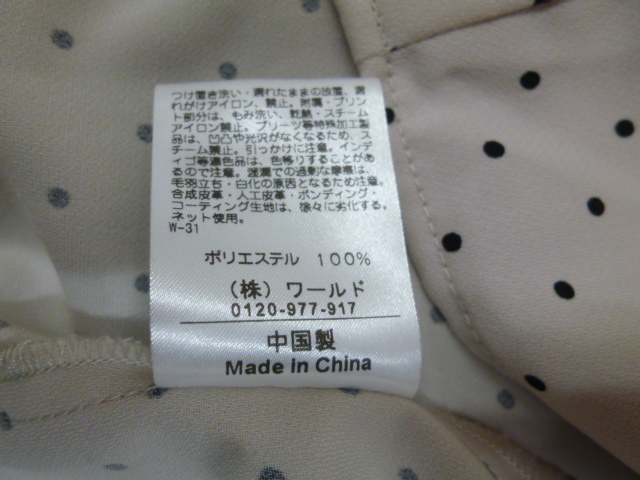 つけ置き洗い・濡れたままの放置、濡
れがけアイロン、禁止。附属・プリン
ト部分は、もみ洗い、乾熱・スチーム
アイロン禁止。プリーツ等特殊加工製
品は、凹凸や光沢がなくなるため、ス
チーム禁止。引っかけに注意。インデ
ィゴ等濃色品は、色移りすることがあ
るので注意。湿潤での過剰な摩擦は、
毛羽立ち・白化の原因となるため注意。
合成皮革・人工皮革・ボンディング・
コーティング生地は、徐々に劣化する。
ネット使用。
W-31
ポリエステル 100%
(株) ワールド
0120-977-917
中国製
Made in China